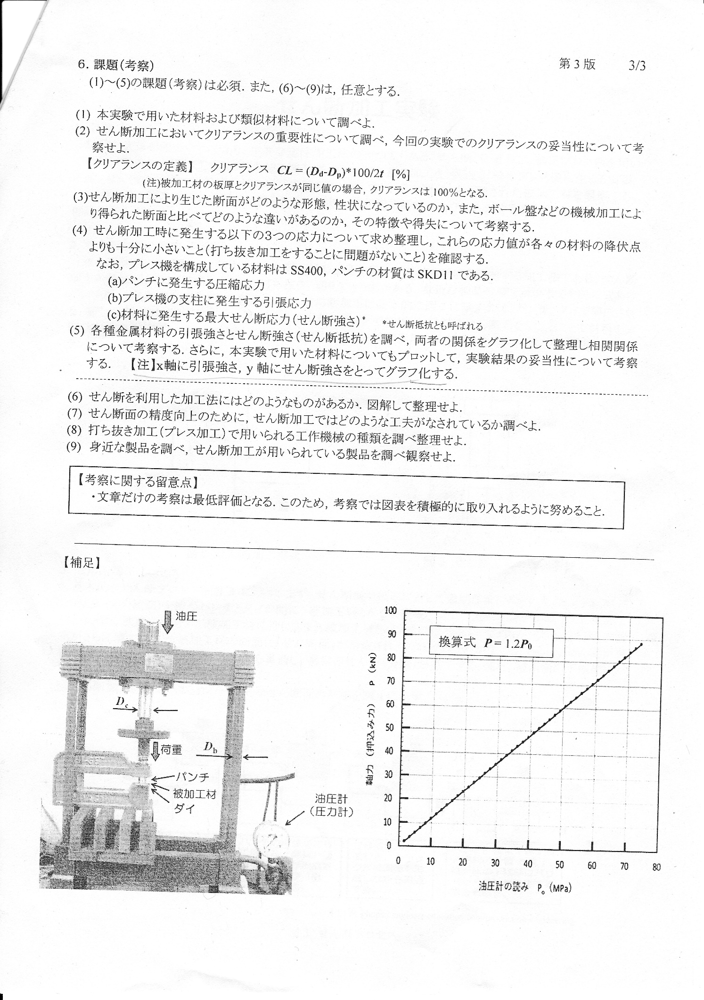 6. 課題(考察)
第3版 3/3
(1)～(5)の課題(考察)は必須. また, (6)～(9)は, 任意とする.
(1) 本実験で用いた材料および類似材料について調べよ.
(2) せん断加工においてクリアランスの重要性について調べ, 今回の実験でのクリアランスの妥当性について考
察せよ.
【クリアランスの定義】 クリアランス CL = (Dd-Dp)*100/2t [%]
(注)被加工材の板厚とクリアランスが同じ値の場合, クリアランスは 100%となる.
(3)せん断加工により生じた断面がどのような形態, 性状になっているのか, また, ボール盤などの機械加工によ
り得られた断面と比べてどのような違いがあるのか, その特徴や得失について考察する.
(4) せん断加工時に発生する以下の3つの応力について求め整理し, これらの応力値が各々の材料の降伏点
よりも十分に小さいこと(打ち抜き加工をすることに問題がないこと)を確認する.
なお, プレス機を構成している材料は SS400, パンチの材質は SKD11 である.
(a)パンチに発生する圧縮応力
(b)プレス機の支柱に発生する引張応力
(c)材料に発生する最大せん断応力(せん断強さ)* *せん断抵抗とも呼ばれる
(5) 各種金属材料の引張強さとせん断強さ(せん断抵抗)を調べ, 両者の関係をグラフ化して整理し相関関係
について考察する. さらに, 本実験で用いた材料についてもプロットして, 実験結果の妥当性について考察
する. 【注】x軸に引張強さ, y 軸にせん断強さをとってグラフ化する.
(6) せん断を利用した加工法にはどのようなものがあるか. 図解して整理せよ.
(7) せん断面の精度向上のために, せん断加工ではどのような工夫がなされているか調べよ.
(8) 打ち抜き加工(プレス加工)で用いられる工作機械の種類を調べ整理せよ.
(9) 身近な製品を調べ, せん断加工が用いられている製品を調べ観察せよ.
【考察に関する留意点】
・文章だけの考察は最低評価となる. このため, 考察では図表を積極的に取り入れるように努めること.
【補足】
油圧
Dc
荷重
Db
パンチ
被加工材
ダイ
油圧計
(圧力計)
換算式 P = 1.2P0
軸力 (押込み力) P (kN)
100
90
80
70
60
50
40
30
20
10
0
0 10 20 30 40 50 60 70 80
油圧計の読み Po (MPa)